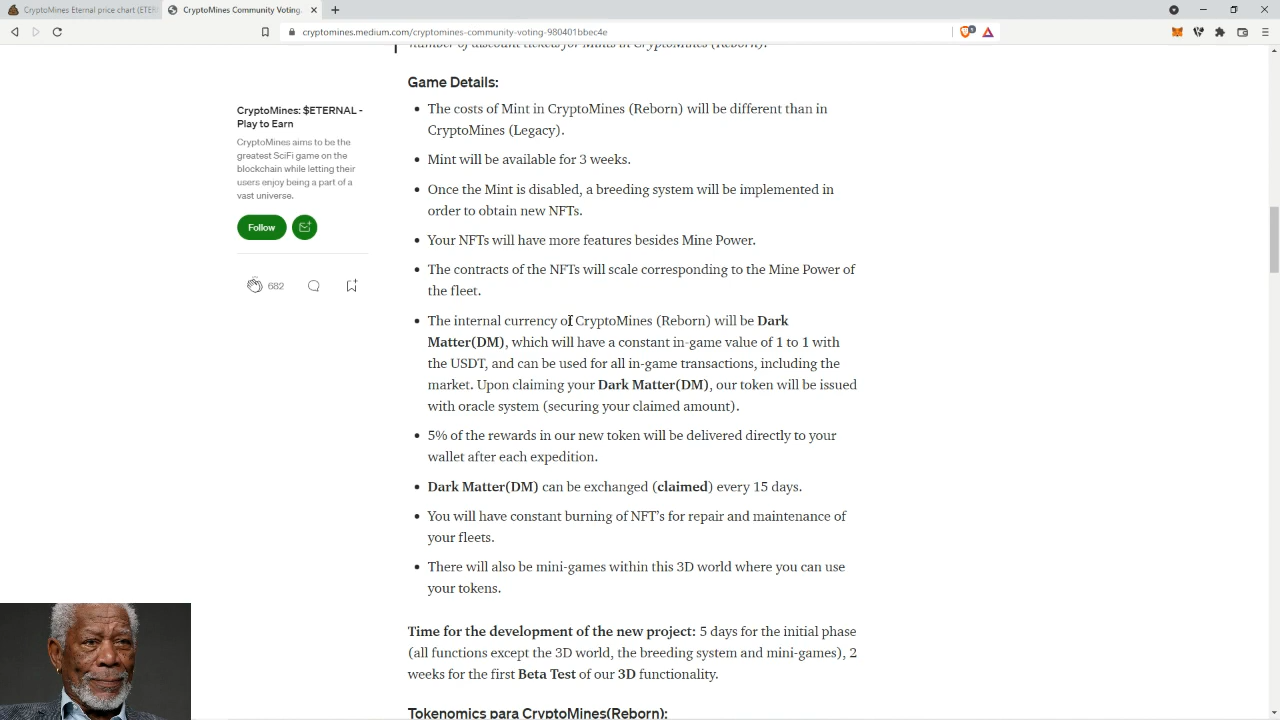 CryptoMines Eternal price chart (ETER
CryptoMines Community Voting.
cryptomines.medium.com/cryptomines-community-voting-980401bbec4e
number of discount tickets for Mints in CryptoMines (Reborn).
Game Details:
CryptoMines: $ETERNAL -
Play to Earn
CryptoMines aims to be the
greatest SciFi game on the
blockchain while letting their
users enjoy being a part of a
vast universe.
Follow
682
• The costs of Mint in CryptoMines (Reborn) will be different than in
CryptoMines (Legacy).
• Mint will be available for 3 weeks.
• Once the Mint is disabled, a breeding system will be implemented in
order to obtain new NFTs.
• Your NFTs will have more features besides Mine Power.
• The contracts of the NFTs will scale corresponding to the Mine Power of
the fleet.
• The internal currency of CryptoMines (Reborn) will be Dark
Matter(DM), which will have a constant in-game value of 1 to 1 with
the USDT, and can be used for all in-game transactions, including the
market. Upon claiming your Dark Matter(DM), our token will be issued
with oracle system (securing your claimed amount).
• 5% of the rewards in our new token will be delivered directly to your
wallet after each expedition.
• Dark Matter(DM) can be exchanged (claimed) every 15 days.
• You will have constant burning of NFT's for repair and maintenance of
your fleets.
• There will also be mini-games within this 3D world where you can use
your tokens.
Time for the development of the new project: 5 days for the initial phase
(all functions except the 3D world, the breeding system and mini-games), 2
weeks for the first Beta Test of our 3D functionality.
Tokenomics para CryptoMines(Reborn):